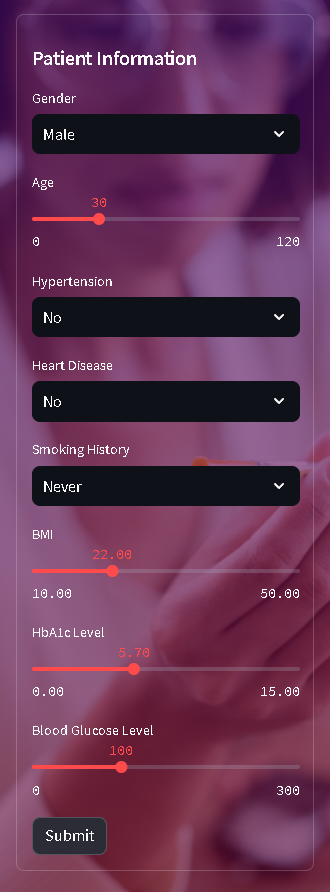 Patient Information
Gender
Male
Age
30
0 120
Hypertension
No
Heart Disease
No
Smoking History
Never
BMI
22.00
10.00 50.00
HbA1c Level
5.70
0.00 15.00
Blood Glucose Level
100
0 300
Submit